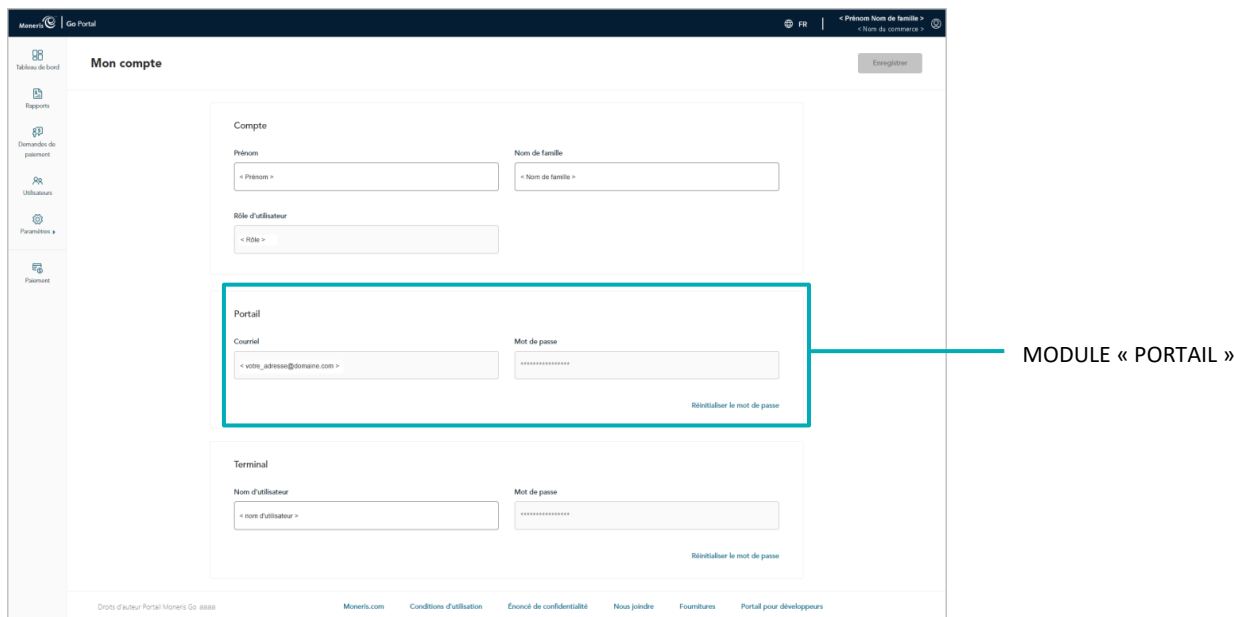 Moneris Go Portal
FR
< Prénom Nom de famille >
< Nom du commerce >
Tableau de bord
Rapports
Demandes de
paiement
Utilisateurs
Paramètres
Paiement
Mon compte
Enregistrer
Compte
Prénom
Nom de famille
< Prénom >
< Nom de famille >
Rôle d'utilisateur
< Rôle >
Portail
Courriel
Mot de passe
< votre_adresse@domaine.com >
****************
Réinitialiser le mot de passe
MODULE « PORTAIL »
Terminal
Nom d'utilisateur
Mot de passe
< nom d'utilisateur >
****************
Réinitialiser le mot de passe
Droits d'auteur Portail Moneris Go aaaa
Moneris.com
Conditions d'utilisation
Énoncé de confidentialité
Nous joindre
Fournitures
Portail pour développeurs